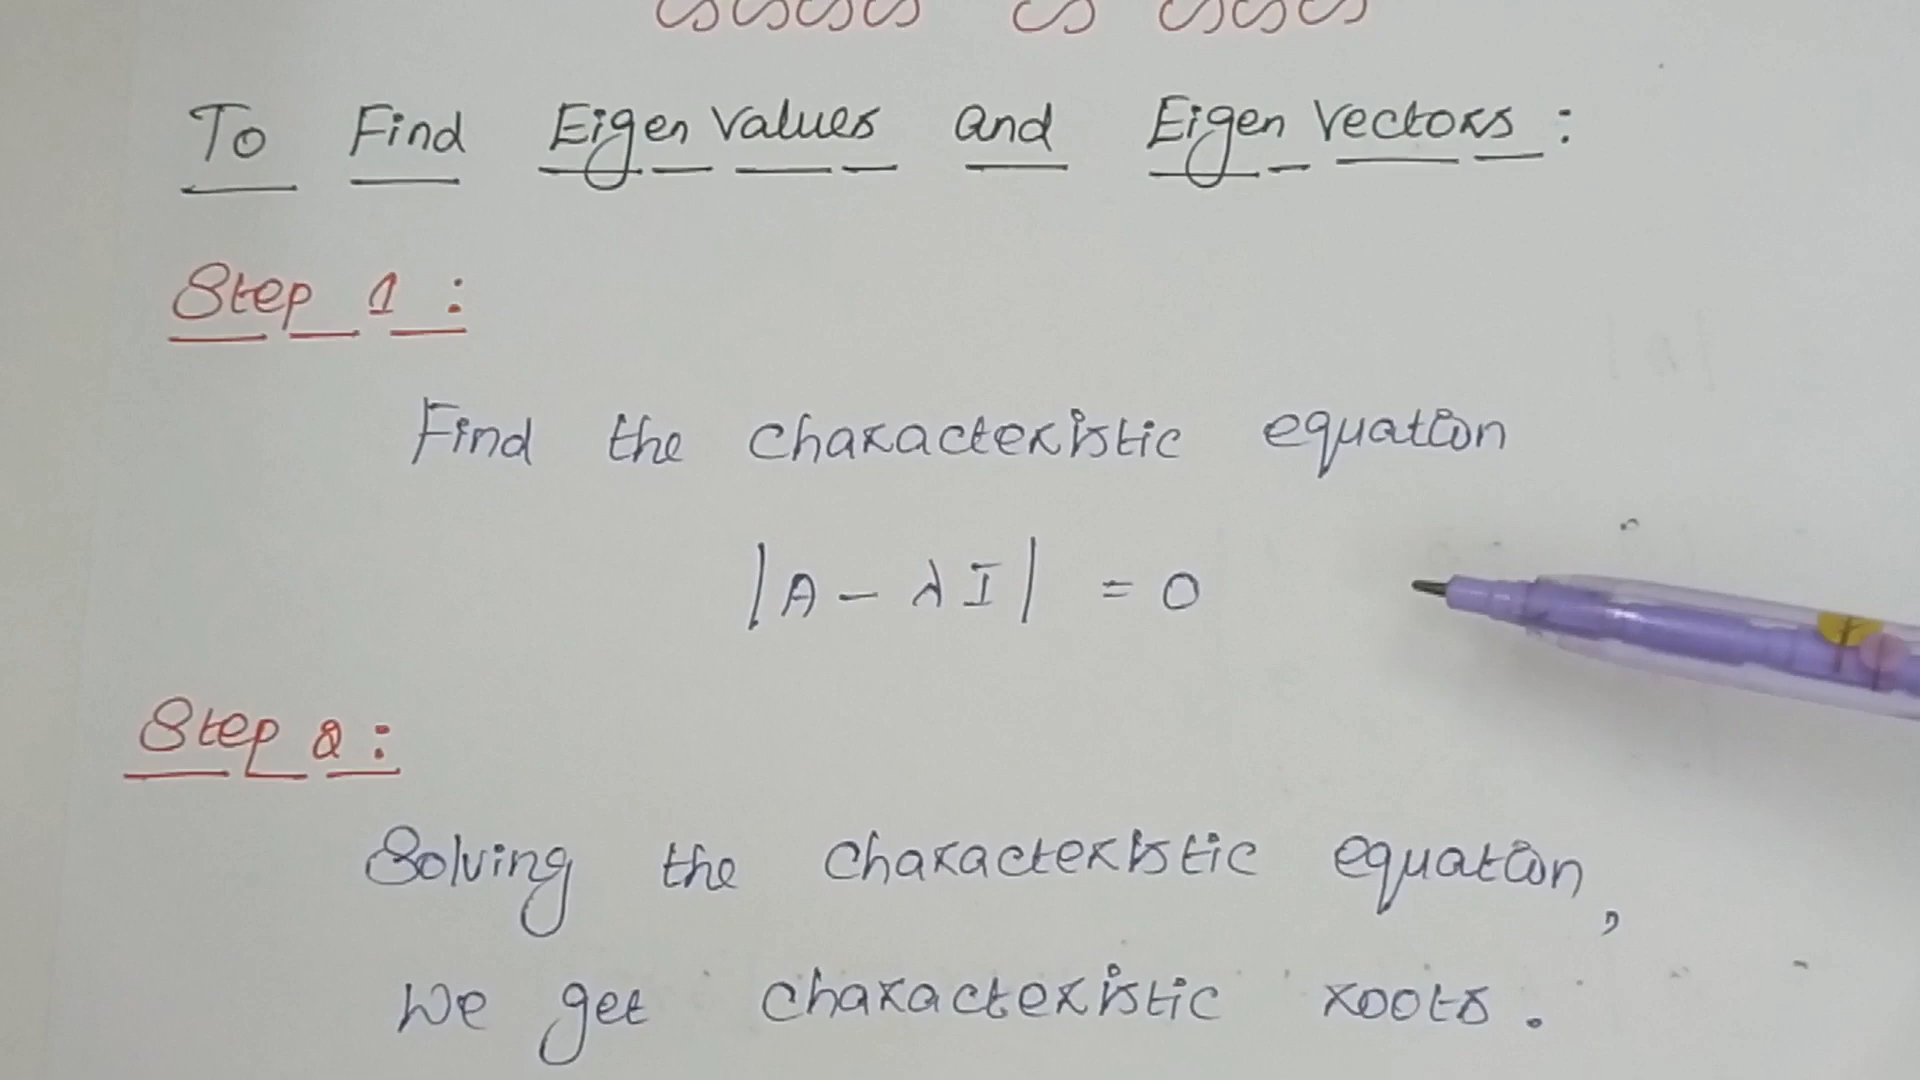 To Find Eigen values and Eigen vectors :
Step 1 :
Find the characteristic equation
|A - λI| = 0
Step 2 :
Solving the characteristic equation,
we get characteristic roots.